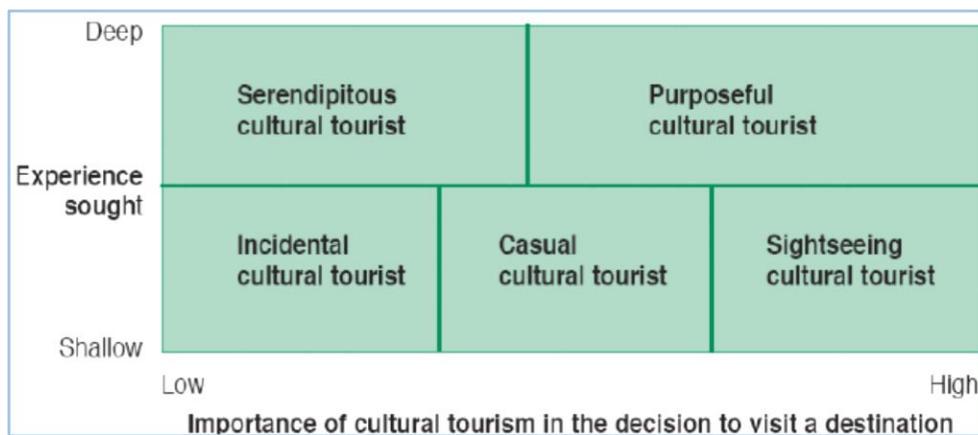 Deep
Serendipitous
cultural tourist
Purposeful
cultural tourist
Experience
sought
Incidental
cultural tourist
Casual
cultural tourist
Sightseeing
cultural tourist
Shallow
Low
High
Importance of cultural tourism in the decision to visit a destination